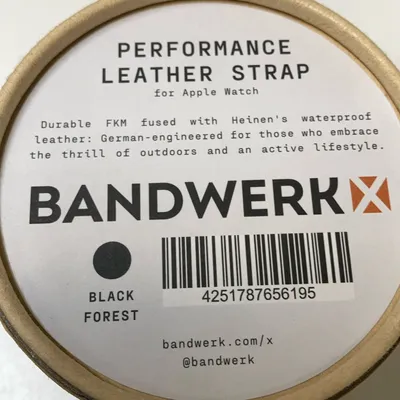 PERFORMANCE
LEATHER STRAP
for Apple Watch
Durable FKM fused with Heinen's waterproof
leather: German-engineered for those who embrace
the thrill of outdoors and an active lifestyle.
BANDWERK X
BLACK
FOREST
4251787656195
bandwerk.com/x
@bandwerk